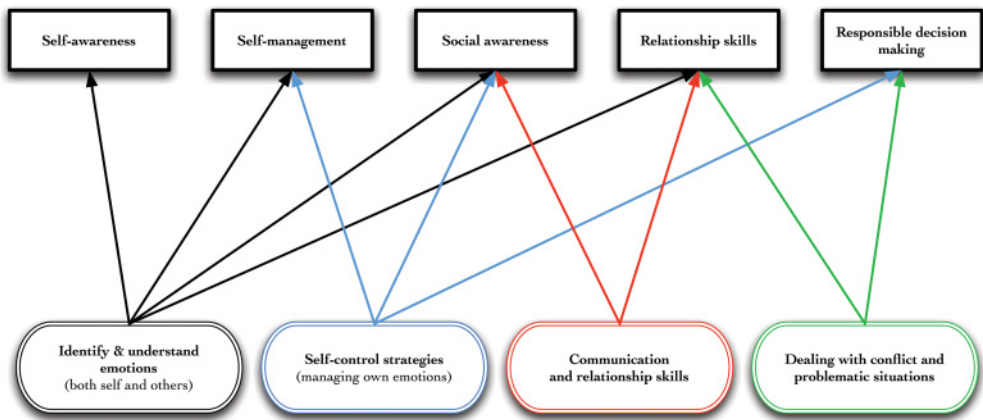 Self-awareness
Self-management
Social awareness
Relationship skills
Responsible decision
making
Identify & understand
emotions
(both self and others)
Self-control strategies
(managing own emotions)
Communication
and relationship skills
Dealing with conflict and
problematic situations